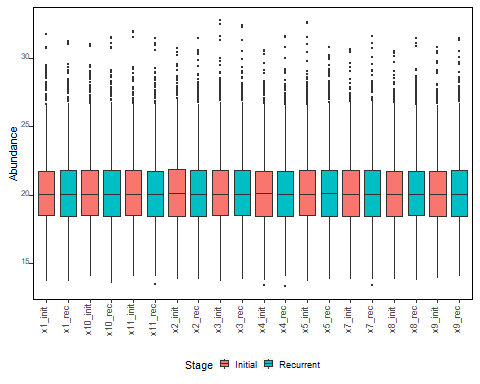 Abundance
30
25
20
15
x1_init
x1_rec
x10_init
x10_rec
x11_init
x11_rec
x2_init
x2_rec
x3_init
x3_rec
x4_init
x4_rec
x5_init
x5_rec
x7_init
x7_rec
x8_init
x8_rec
x9_init
x9_rec
Stage Initial Recurrent